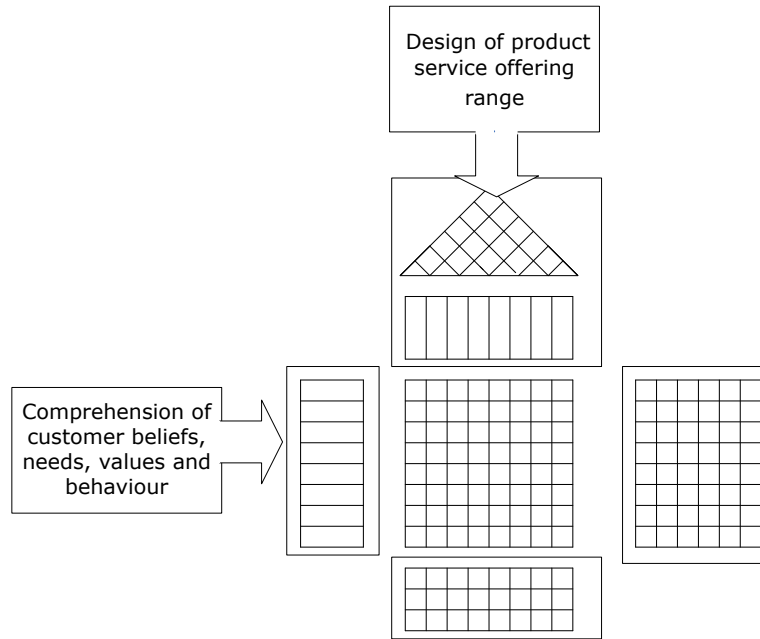 Design of product
service offering
range
Comprehension of
customer beliefs,
needs, values and
behaviour